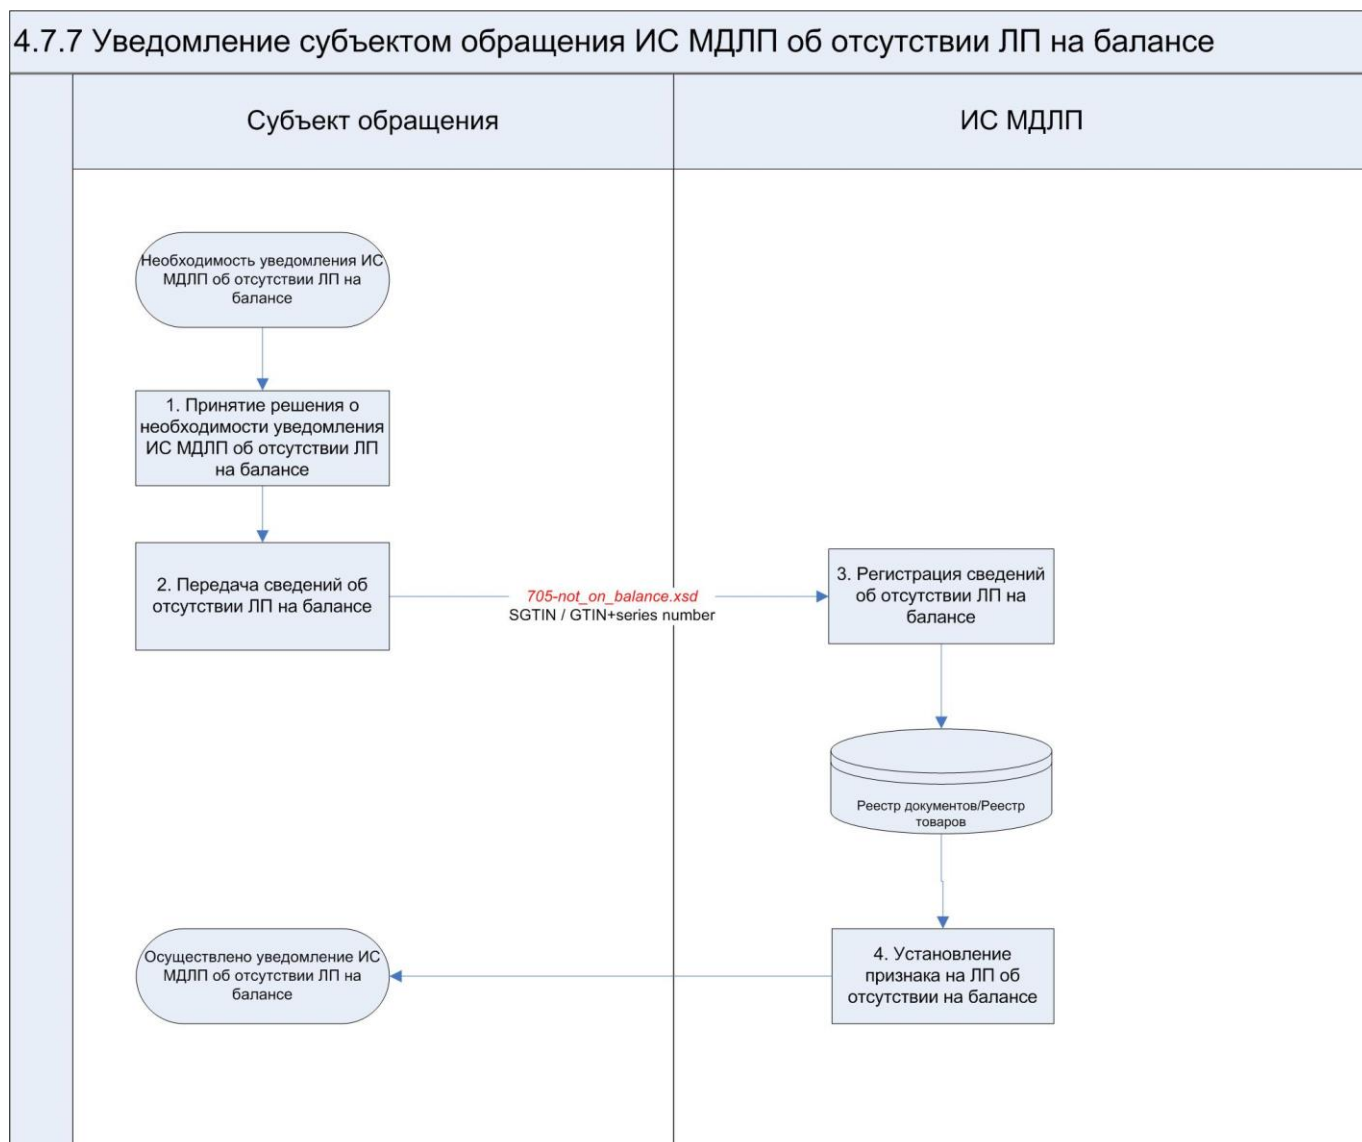 4.7.7 Уведомление субъектом обращения ИС МДЛП об отсутствии ЛП на балансе
Субъект обращения
ИС МДЛП
Необходимость уведомления ИС
МДЛП об отсутствии ЛП на
балансе
1. Принятие решения о
необходимости уведомления
ИС МДЛП об отсутствии ЛП
на балансе
2. Передача сведений об
отсутствии ЛП на балансе
705-not_on_balance.xsd
SGTIN / GTIN+series number
3. Регистрация сведений
об отсутствии ЛП на
балансе
Реестр документов/Реестр
товаров
4. Установление
признака на ЛП об
отсутствии на балансе
Осуществлено уведомление ИС
МДЛП об отсутствии ЛП на
балансе